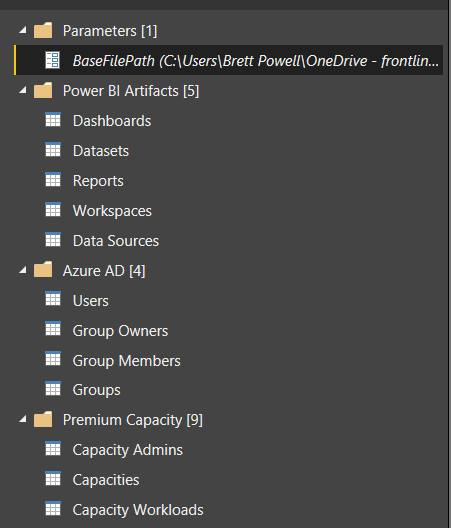 Parameters [1]
BaseFilePath (C:\Users\Brett Powell\OneDrive - frontlin...
Power BI Artifacts [5]
Dashboards
Datasets
Reports
Workspaces
Data Sources
Azure AD [4]
Users
Group Owners
Group Members
Groups
Premium Capacity [9]
Capacity Admins
Capacities
Capacity Workloads